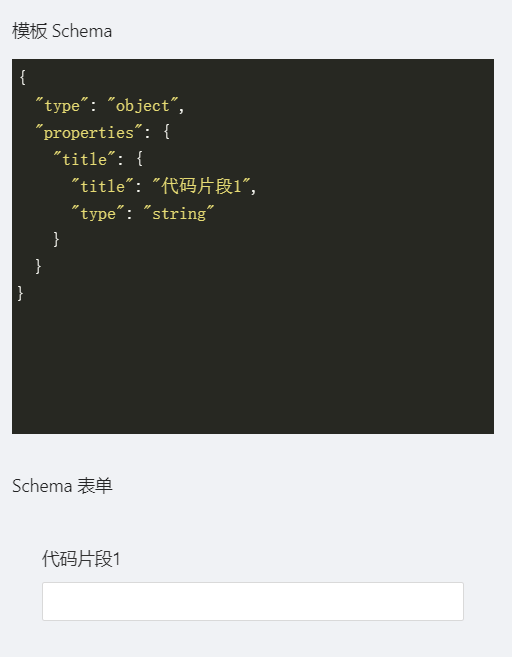 模板 Schema
{
  "type": "object",
  "properties": {
    "title": {
      "title": "代码片段1",
      "type": "string"
    }
  }
}
Schema 表单
代码片段1